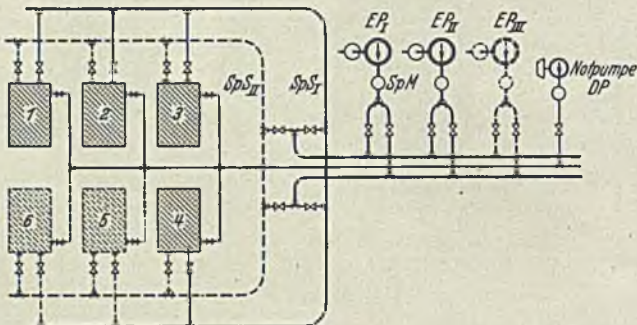 EP_I EP_II EP_III
Notpumpe
DP
SpS_II SpS_I SpM
1 2 3
6 5 4